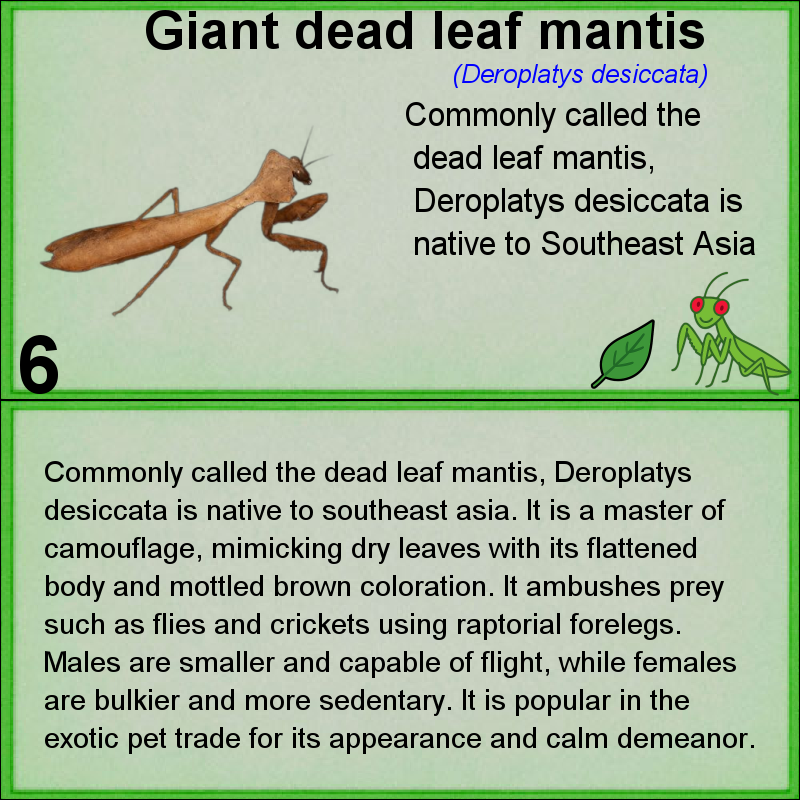 Giant dead leaf mantis
(Deroplatys desiccata)
Commonly called the
dead leaf mantis,
Deroplatys desiccata is
native to Southeast Asia
6
Commonly called the dead leaf mantis, Deroplatys
desiccata is native to southeast asia. It is a master of
camouflage, mimicking dry leaves with its flattened
body and mottled brown coloration. It ambushes prey
such as flies and crickets using raptorial forelegs.
Males are smaller and capable of flight, while females
are bulkier and more sedentary. It is popular in the
exotic pet trade for its appearance and calm demeanor.